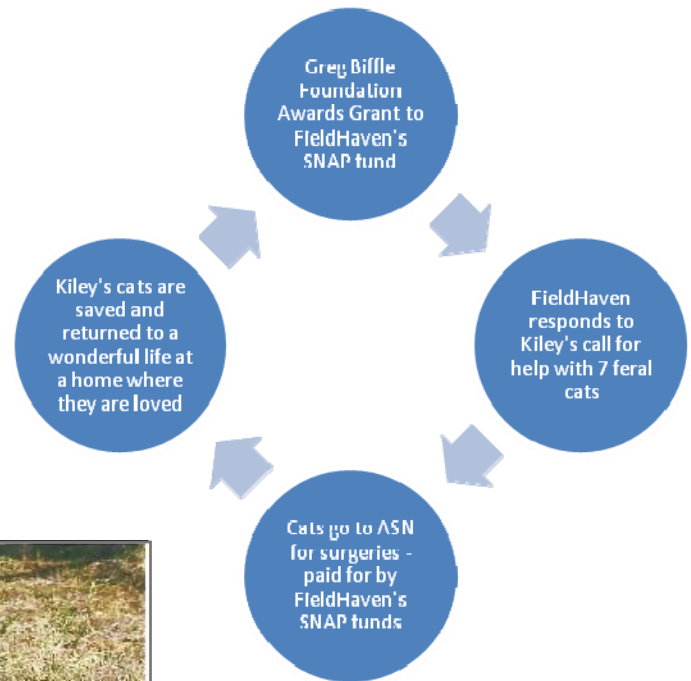 Greg Biffle
Foundation
Awards Grant to
FieldHaven's
SNAP fund
FieldHaven
responds to
Kiley's call for
help with 7 feral
cats
Cats go to ASN
for surgeries -
paid for by
FieldHaven's
SNAP funds
Kiley's cats are
saved and
returned to a
wonderful life at
a home where
they are loved